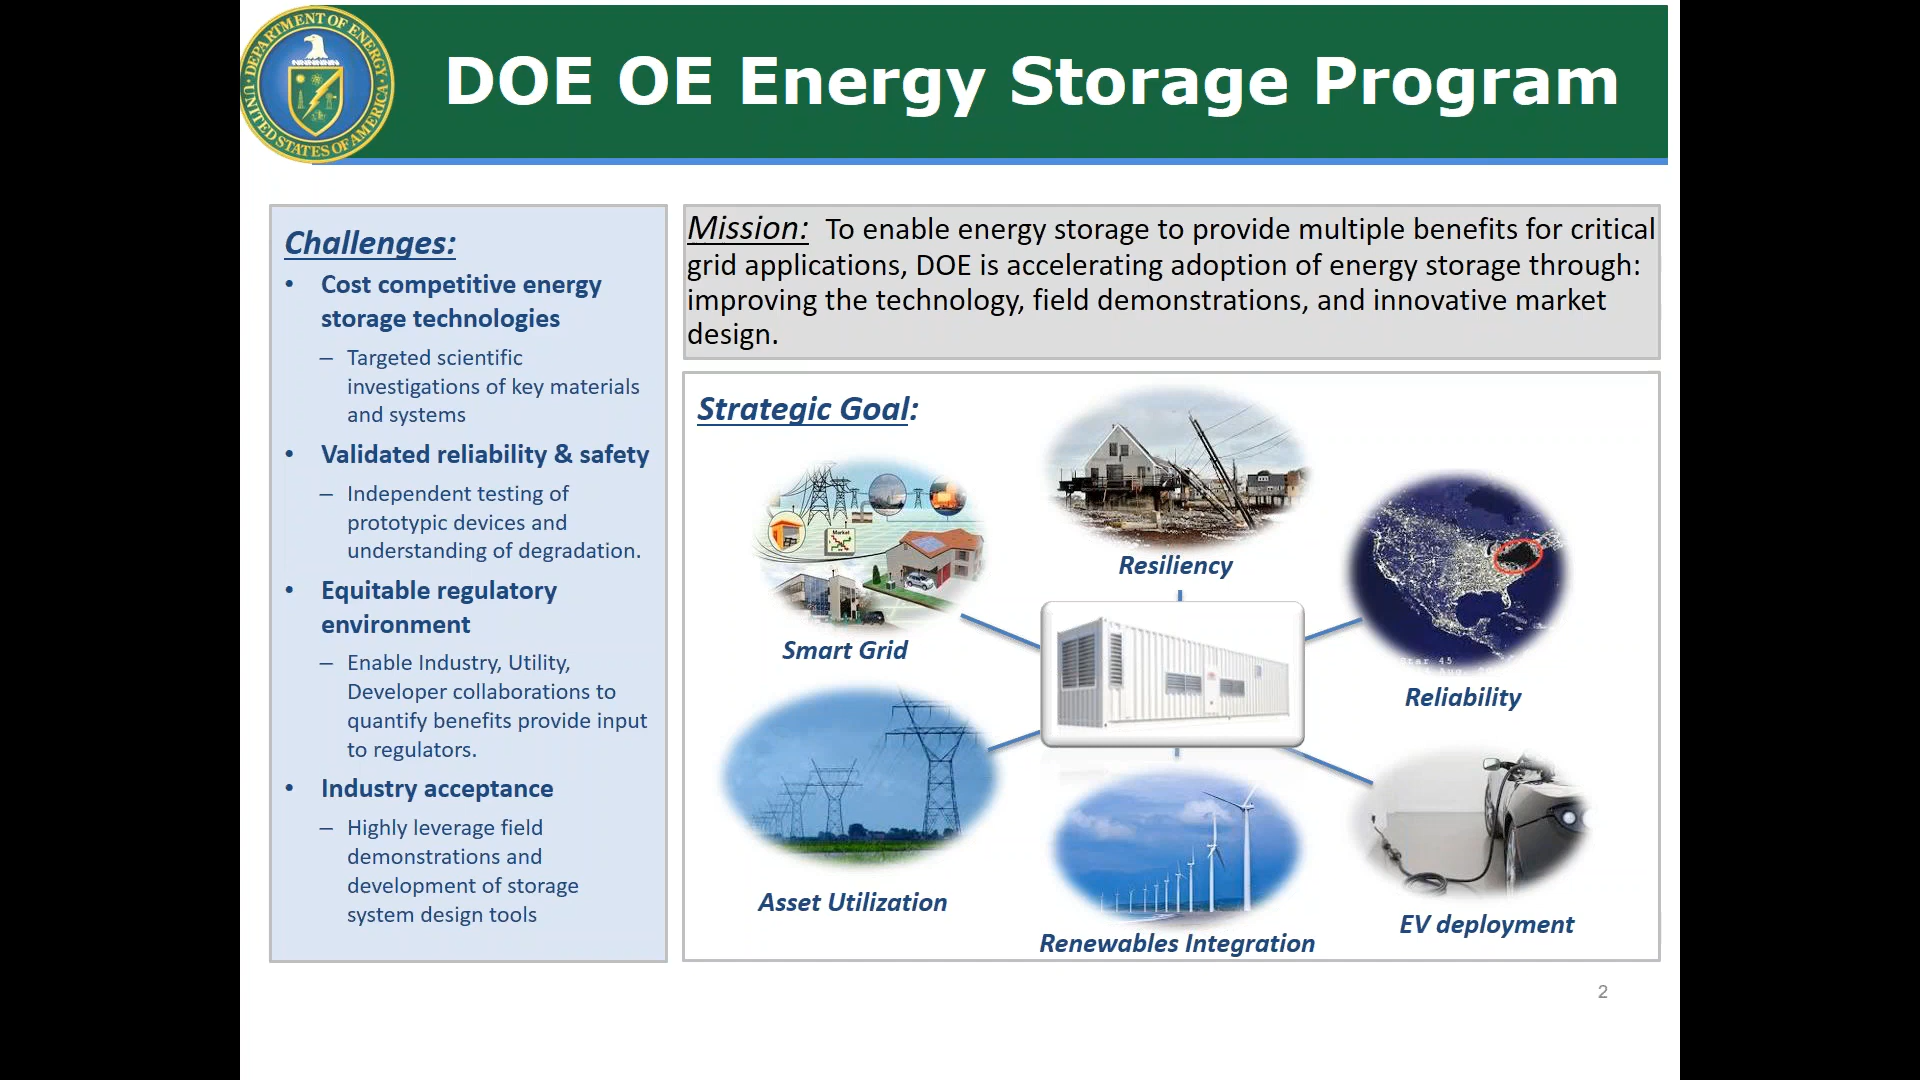 DEPARTMENT OF ENERGY
UNITED STATES OF AMERICA
DOE OE Energy Storage Program
Challenges:
• Cost competitive energy
storage technologies
– Targeted scientific
investigations of key materials
and systems
• Validated reliability & safety
– Independent testing of
prototypic devices and
understanding of degradation.
• Equitable regulatory
environment
– Enable Industry, Utility,
Developer collaborations to
quantify benefits provide input
to regulators.
• Industry acceptance
– Highly leverage field
demonstrations and
development of storage
system design tools
Mission: To enable energy storage to provide multiple benefits for critical
grid applications, DOE is accelerating adoption of energy storage through:
improving the technology, field demonstrations, and innovative market
design.
Strategic Goal:
Resiliency
Market
Smart Grid
Reliability
Asset Utilization
Renewables Integration
EV deployment
2